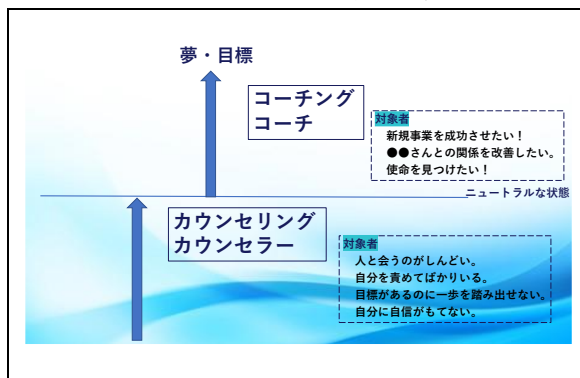 夢・目標
コーチング
コーチ
対象者
新規事業を成功させたい！
●●さんとの関係を改善したい。
使命を見つけたい！
ニュートラルな状態
カウンセリング
カウンセラー
対象者
人と会うのがしんどい。
自分を責めてばかりいる。
目標があるのに一歩を踏み出せない。
自分に自信がもてない。